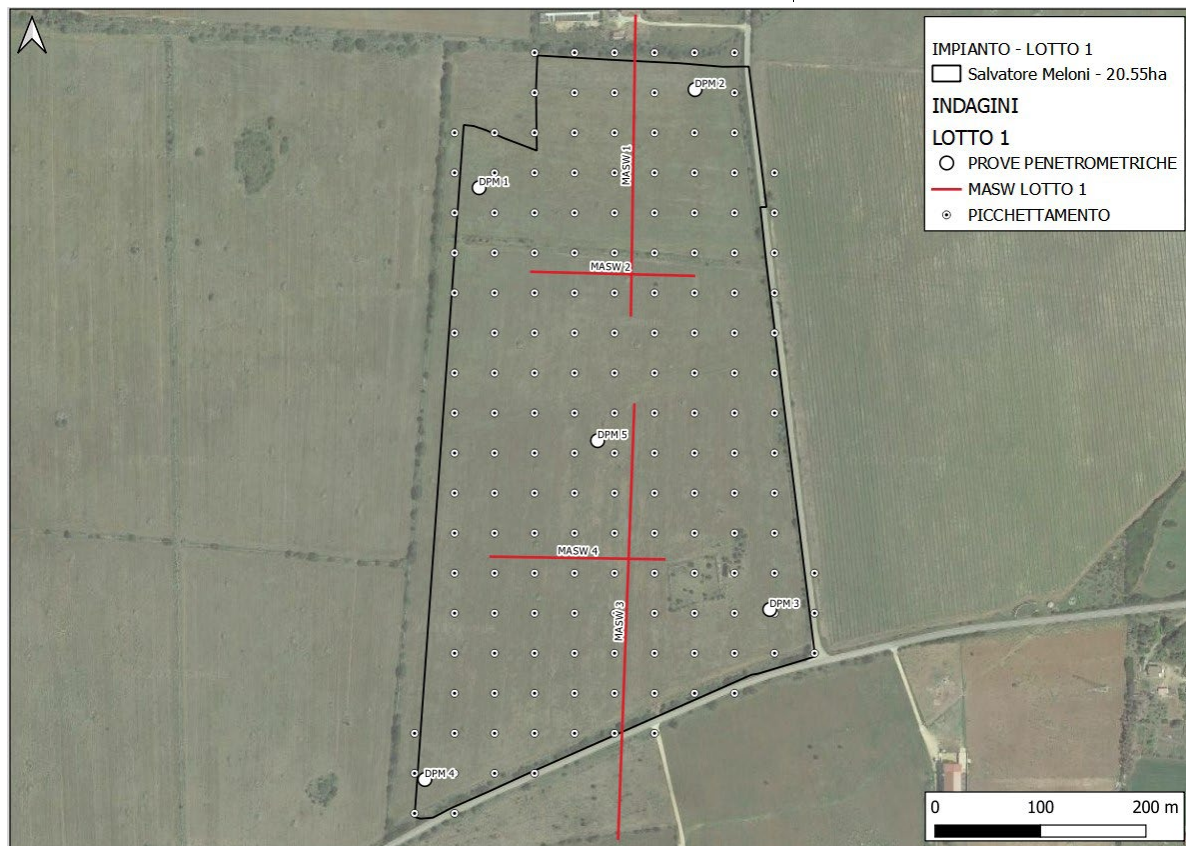 IMPIANTO - LOTTO 1
Salvatore Meloni - 20.55ha
INDAGINI
LOTTO 1
PROVE PENETROMETRICHE
MASW LOTTO 1
PICCHETTAMENTO
DPM 2
MASW 1
DPM 1
MASW 2
DPM 5
MASW 4
DPM 3
MASW 3
DPM 4
0 100 200 m